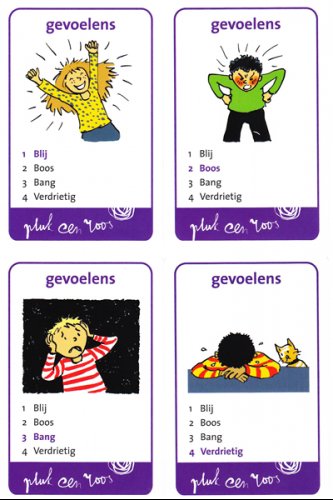 gevoelens
1 Blij
2 Boos
3 Bang
4 Verdrietig
pluk een roos
gevoelens
1 Blij
2 Boos
3 Bang
4 Verdrietig
pluk een roos
gevoelens
1 Blij
2 Boos
3 Bang
4 Verdrietig
pluk een roos
gevoelens
1 Blij
2 Boos
3 Bang
4 Verdrietig
pluk een roos